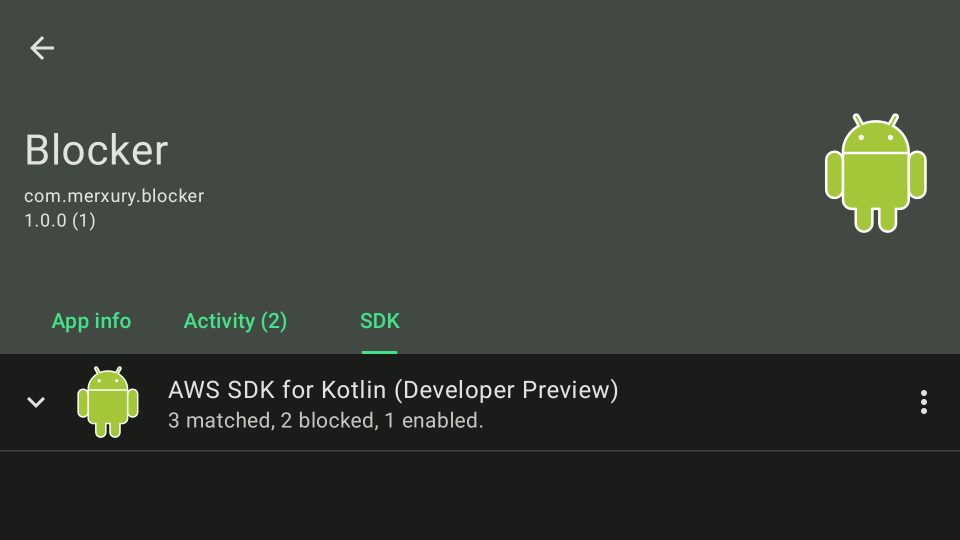 Blocker
com.merxury.blocker
1.0.0 (1)
App info
Activity (2)
SDK
AWS SDK for Kotlin (Developer Preview)
3 matched, 2 blocked, 1 enabled.